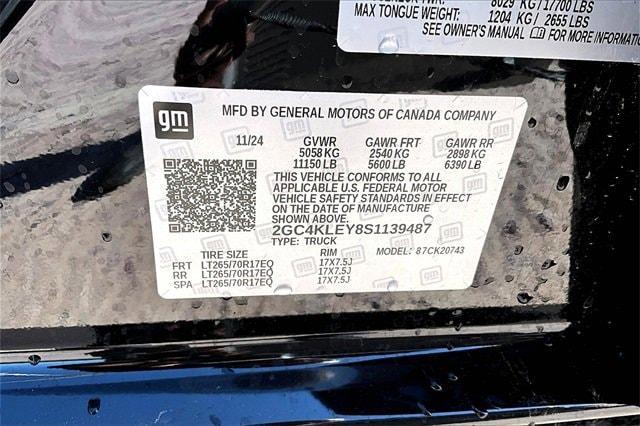 8029 KG/17700 LBS
MAX TONGUE WEIGHT: 1204 KG/ 2655 LBS
SEE OWNER'S MANUAL FOR MORE INFORMATION
gm
MFD BY GENERAL MOTORS OF CANADA COMPANY
11/24 GVWR GAWR FRT GAWR RR
5058 KG 2540 KG 2898 KG
11150 LB 5600 LB 6390 LB
THIS VEHICLE CONFORMS TO ALL
APPLICABLE U.S. FEDERAL MOTOR
VEHICLE SAFETY STANDARDS IN EFFECT
ON THE DATE OF MANUFACTURE
SHOWN ABOVE.
2GC4KLEY8S1139487
TYPE: TRUCK MODEL: 87CK20743
TIRE SIZE RIM
FRT LT265/70R17EQ 17X7.5J
RR LT265/70R17EQ 17X7.5J
SPA LT265/70R17EQ 17X7.5J